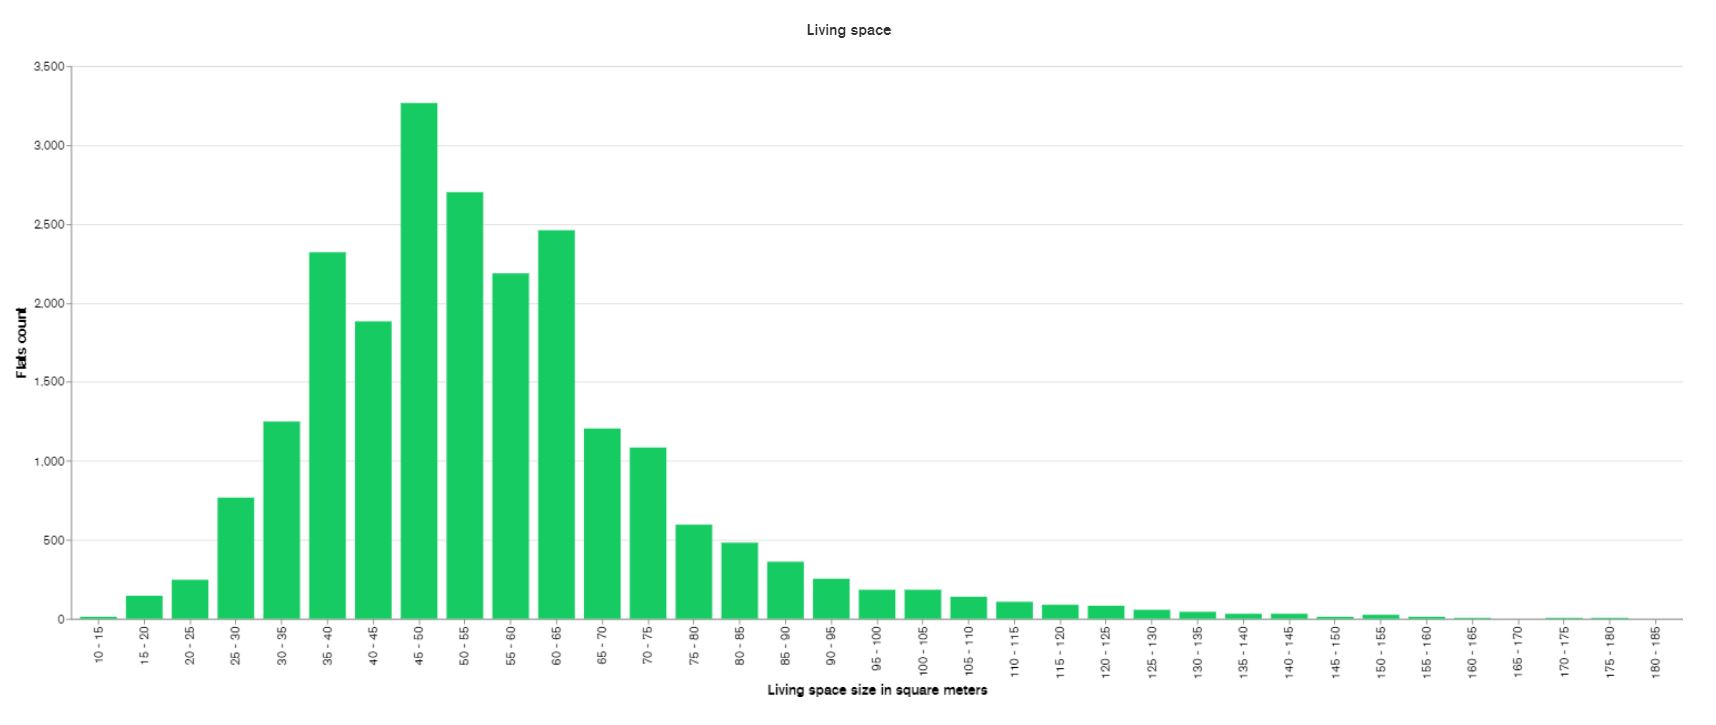 Living space
3,500
3,000
2,500
2,000
1,500
1,000
500
0
Flats count
10 - 15
15 - 20
20 - 25
25 - 30
30 - 35
35 - 40
40 - 45
45 - 50
50 - 55
55 - 60
60 - 65
65 - 70
70 - 75
75 - 80
80 - 85
85 - 90
90 - 95
95 - 100
100 - 105
105 - 110
110 - 115
115 - 120
120 - 125
125 - 130
130 - 135
135 - 140
140 - 145
145 - 150
150 - 155
155 - 160
160 - 165
165 - 170
170 - 175
175 - 180
180 - 185
Living space size in square meters